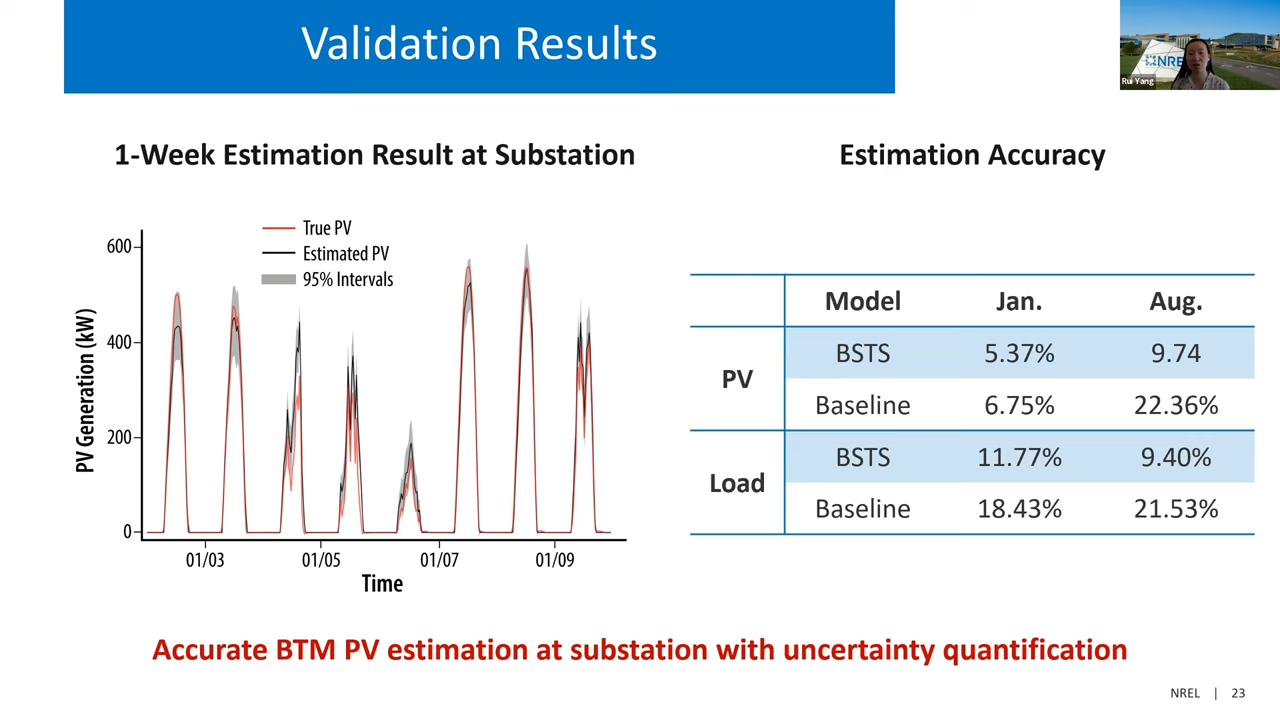 Validation Results
NREL
Rui Yang
1-Week Estimation Result at Substation
True PV
Estimated PV
95% Intervals
PV Generation (kW)
600
400
200
0
01/03 01/05 01/07 01/09
Time
Estimation Accuracy
Model Jan. Aug.
PV
BSTS 5.37% 9.74
Baseline 6.75% 22.36%
Load
BSTS 11.77% 9.40%
Baseline 18.43% 21.53%
Accurate BTM PV estimation at substation with uncertainty quantification
NREL | 23